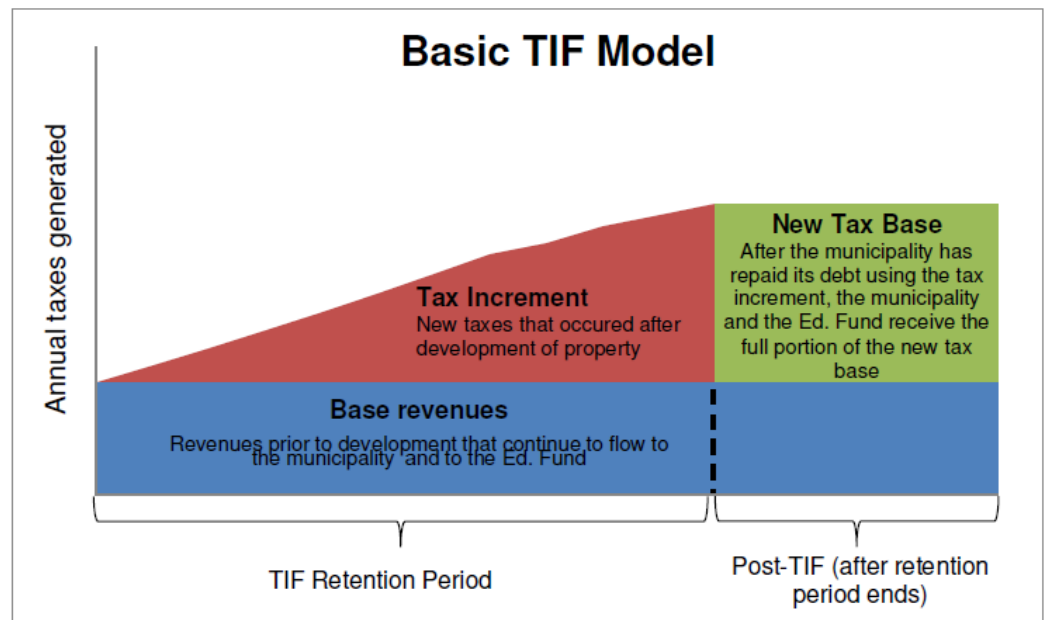 Basic TIF Model
Annual taxes generated
Tax Increment
New taxes that occured after
development of property
New Tax Base
After the municipality has
repaid its debt using the tax
increment, the municipality
and the Ed. Fund receive the
full portion of the new tax
base
Base revenues
Revenues prior to development that continue to flow to
the municipality and to the Ed. Fund
TIF Retention Period
Post-TIF (after retention
period ends)